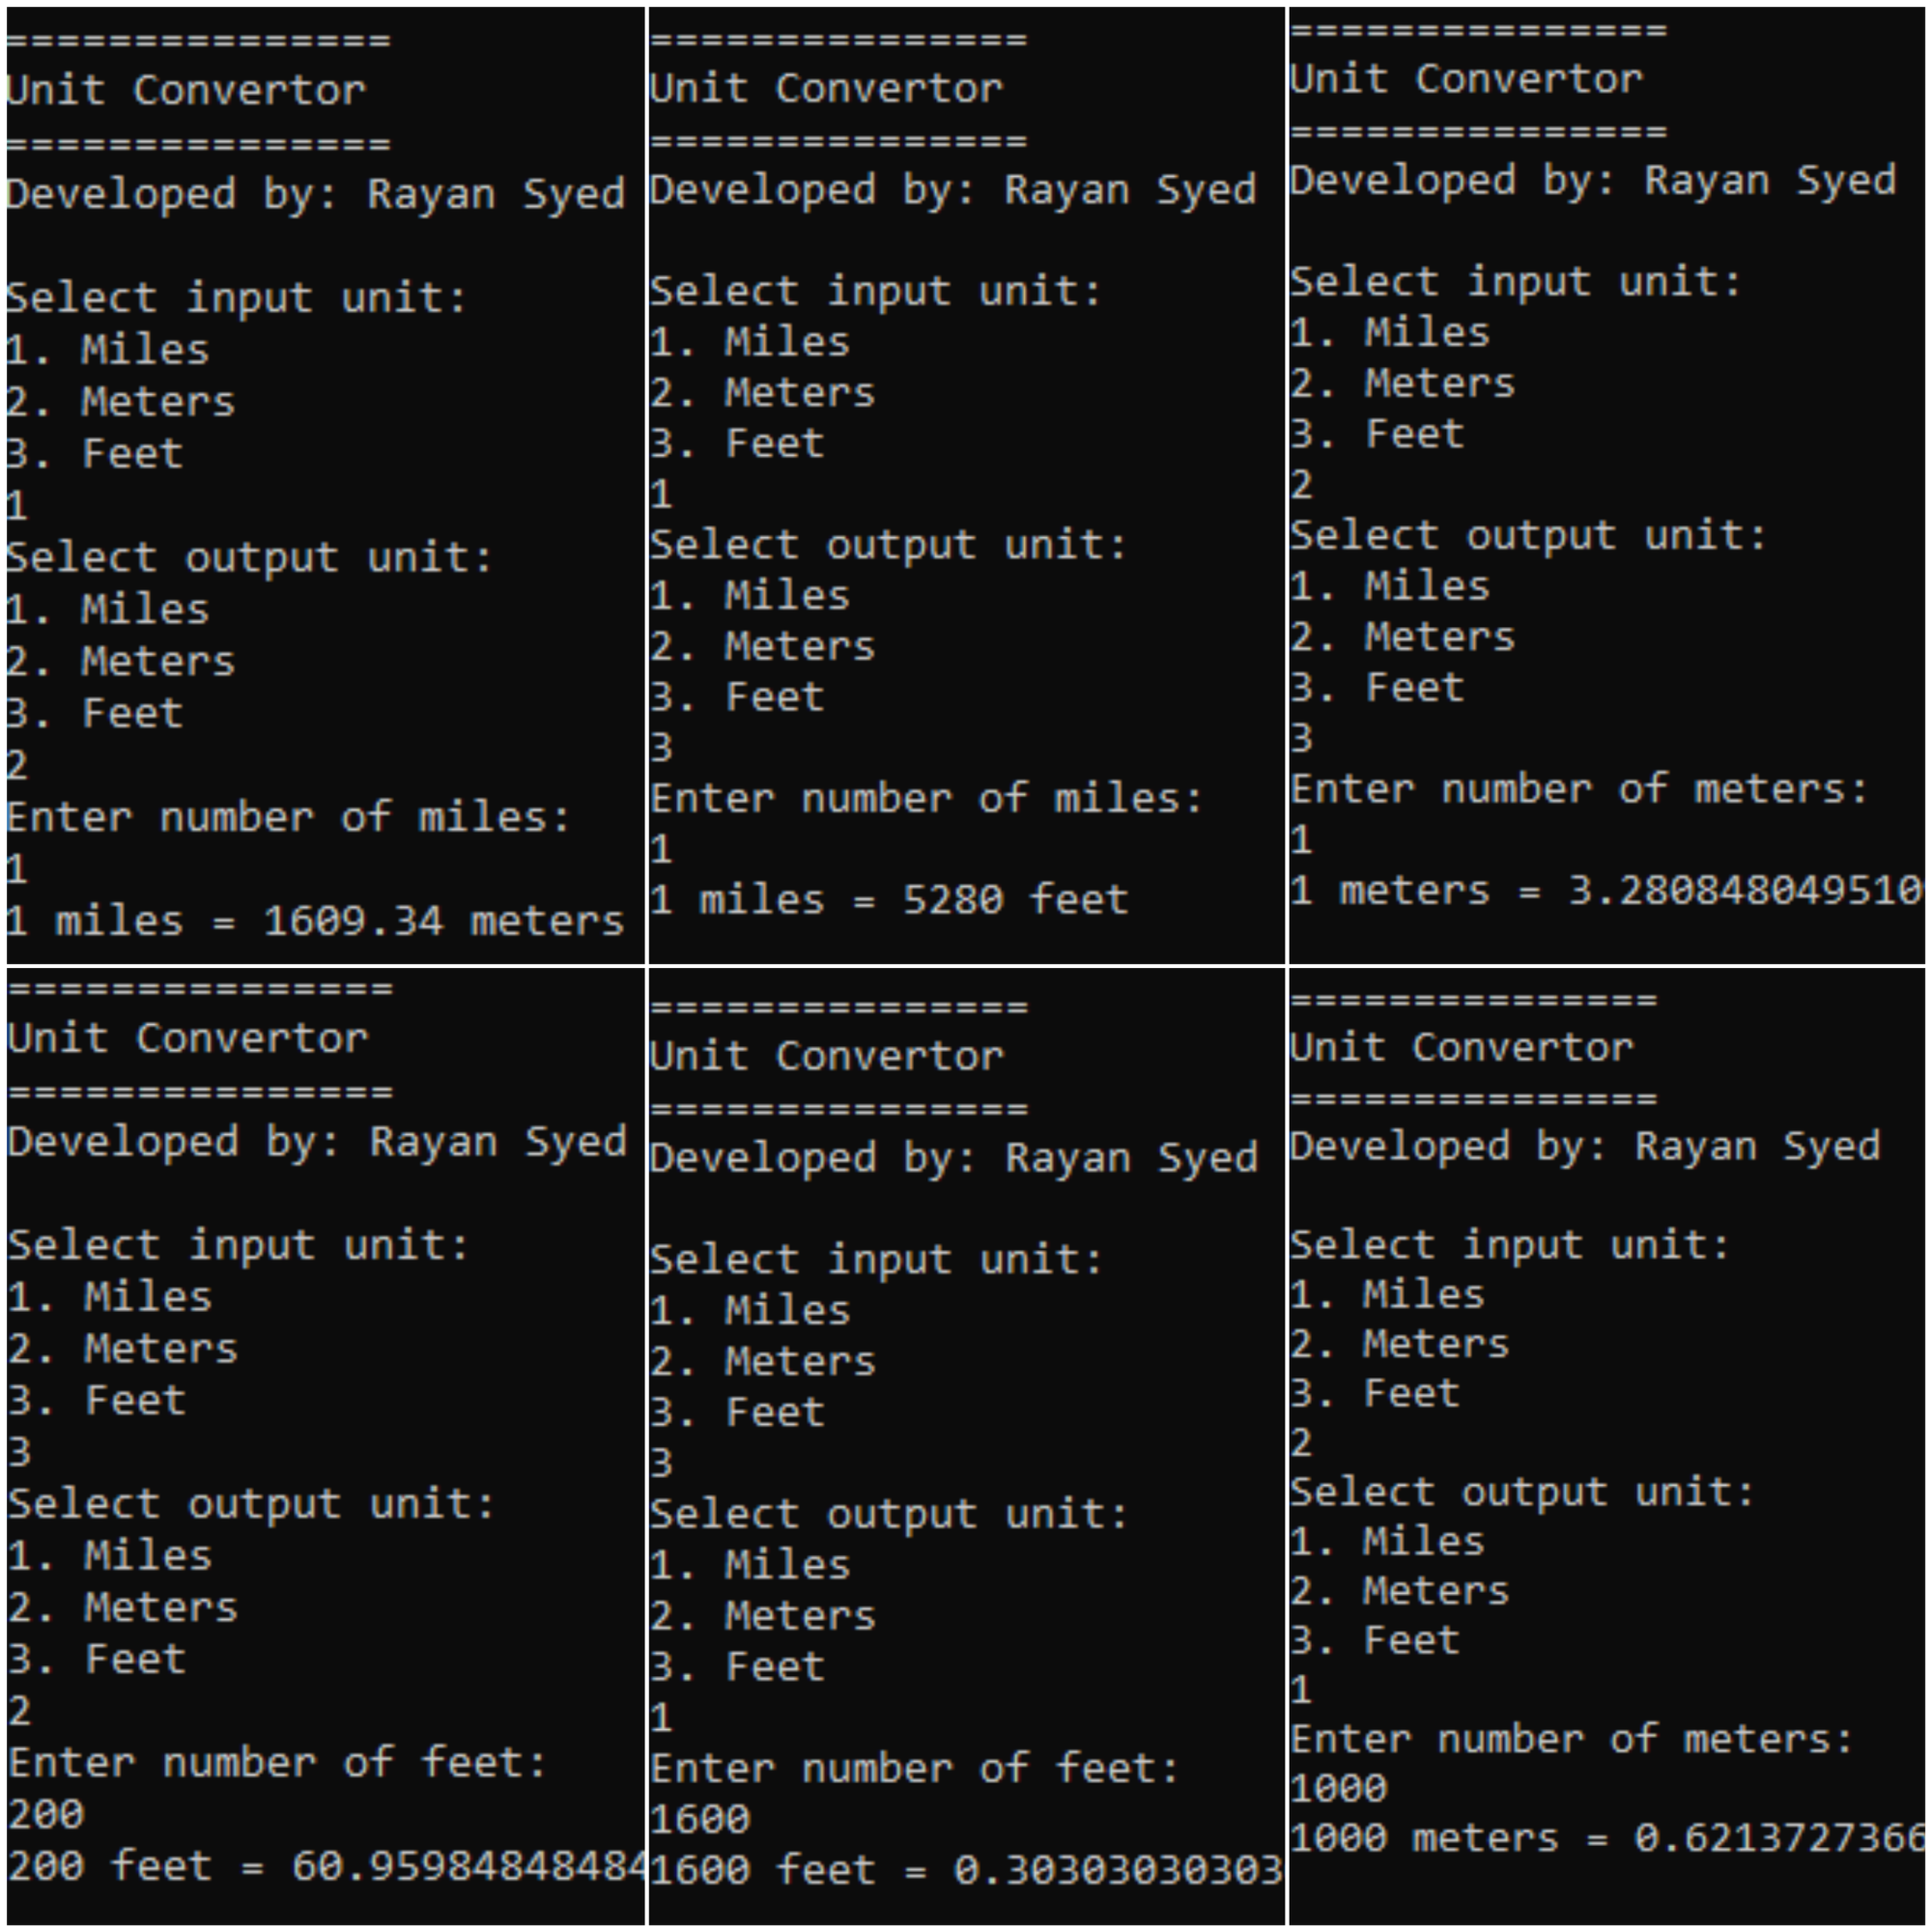 ===============
Unit Convertor
===============
Developed by: Rayan Syed
Select input unit:
1. Miles
2. Meters
3. Feet
1
Select output unit:
1. Miles
2. Meters
3. Feet
2
Enter number of miles:
1
1 miles = 1609.34 meters
===============
Unit Convertor
===============
Developed by: Rayan Syed
Select input unit:
1. Miles
2. Meters
3. Feet
1
Select output unit:
1. Miles
2. Meters
3. Feet
3
Enter number of miles:
1
1 miles = 5280 feet
===============
Unit Convertor
===============
Developed by: Rayan Syed
Select input unit:
1. Miles
2. Meters
3. Feet
2
Select output unit:
1. Miles
2. Meters
3. Feet
3
Enter number of meters:
1
1 meters = 3.280848049510
===============
Unit Convertor
===============
Developed by: Rayan Syed
Select input unit:
1. Miles
2. Meters
3. Feet
3
Select output unit:
1. Miles
2. Meters
3. Feet
2
Enter number of feet:
200
200 feet = 60.95984848484
===============
Unit Convertor
===============
Developed by: Rayan Syed
Select input unit:
1. Miles
2. Meters
3. Feet
3
Select output unit:
1. Miles
2. Meters
3. Feet
1
Enter number of feet:
1600
1600 feet = 0.30303030303
===============
Unit Convertor
===============
Developed by: Rayan Syed
Select input unit:
1. Miles
2. Meters
3. Feet
2
Select output unit:
1. Miles
2. Meters
3. Feet
1
Enter number of meters:
1000
1000 meters = 0.6213727366